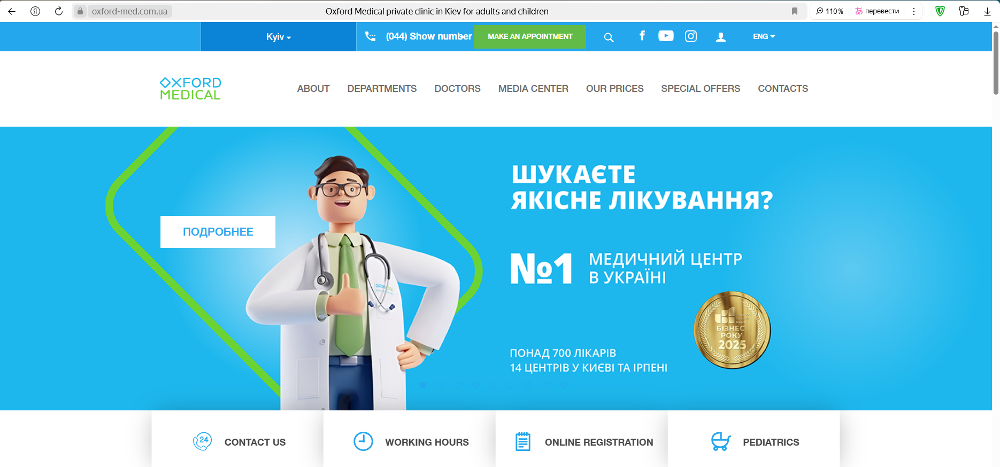 oxford-med.com.ua
Oxford Medical private clinic in Kiev for adults and children
110 %
перевести
Kyiv
(044) Show number
MAKE AN APPOINTMENT
ENG
OXFORD
MEDICAL
ABOUT
DEPARTMENTS
DOCTORS
MEDIA CENTER
OUR PRICES
SPECIAL OFFERS
CONTACTS
ПОДРОБНЕЕ
ШУКАЄТЕ
ЯКІСНЕ ЛІКУВАННЯ?
№1
МЕДИЧНИЙ ЦЕНТР
В УКРАЇНІ
БІЗНЕС
РОКУ
2025
ПОНАД 700 ЛІКАРІВ
14 ЦЕНТРІВ У КИЄВІ ТА ІРПЕНІ
24
CONTACT US
WORKING HOURS
ONLINE REGISTRATION
PEDIATRICS